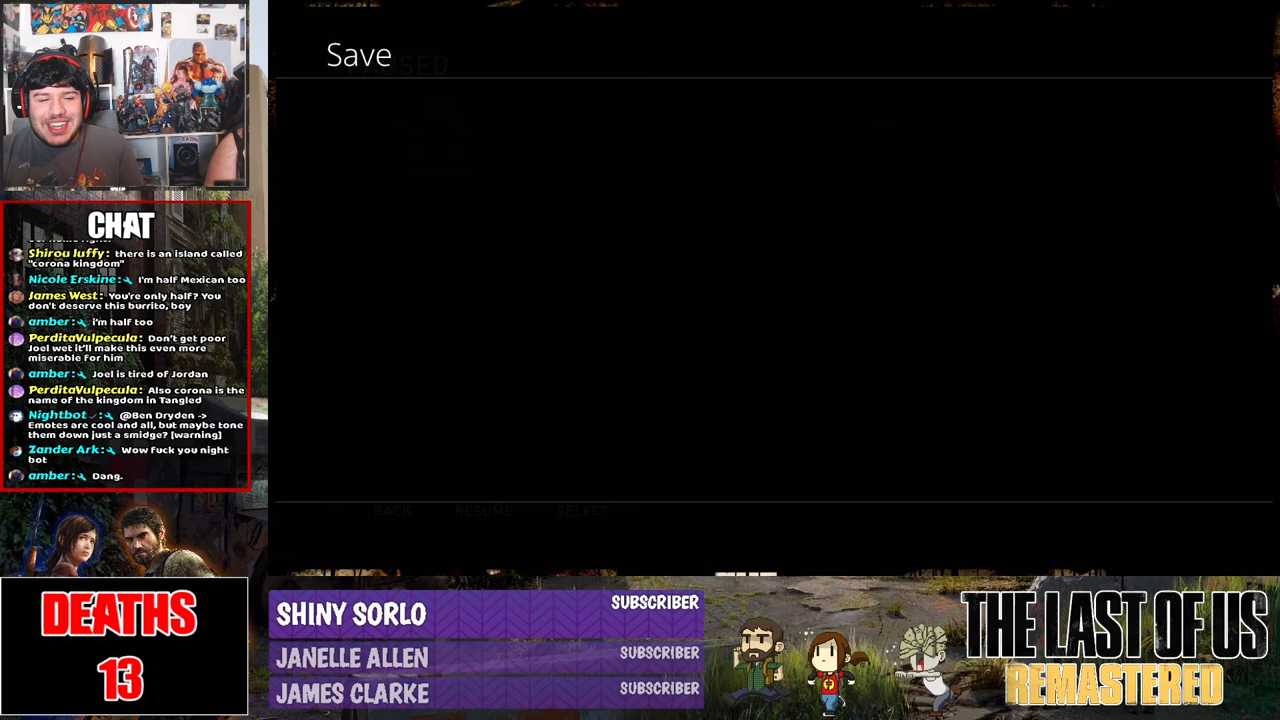 Save
PAUSED
CHAT
Shirou luffy: there is an island called
"corona kingdom"
Nicole Erskine: I'm half Mexican too
James West: You're only half? You
don't deserve this burrito, boy
amber: i'm half too
PerditaVulpecula: Don't get poor
Joel wet it'll make this even more
miserable for him
amber: Joel is tired of Jordan
PerditaVulpecula: Also corona is the
name of the kingdom in Tangled
Nightbot: @Ben Dryden ->
Emotes are cool and all, but maybe tone
them down just a smidge? [warning]
Zander Ark: Wow fuck you night
bot
amber: Dang.
BACK RESUME SELECT
DEATHS
13
SHINY SORLO SUBSCRIBER
JANELLE ALLEN SUBSCRIBER
JAMES CLARKE SUBSCRIBER
THE LAST OF US
REMASTERED